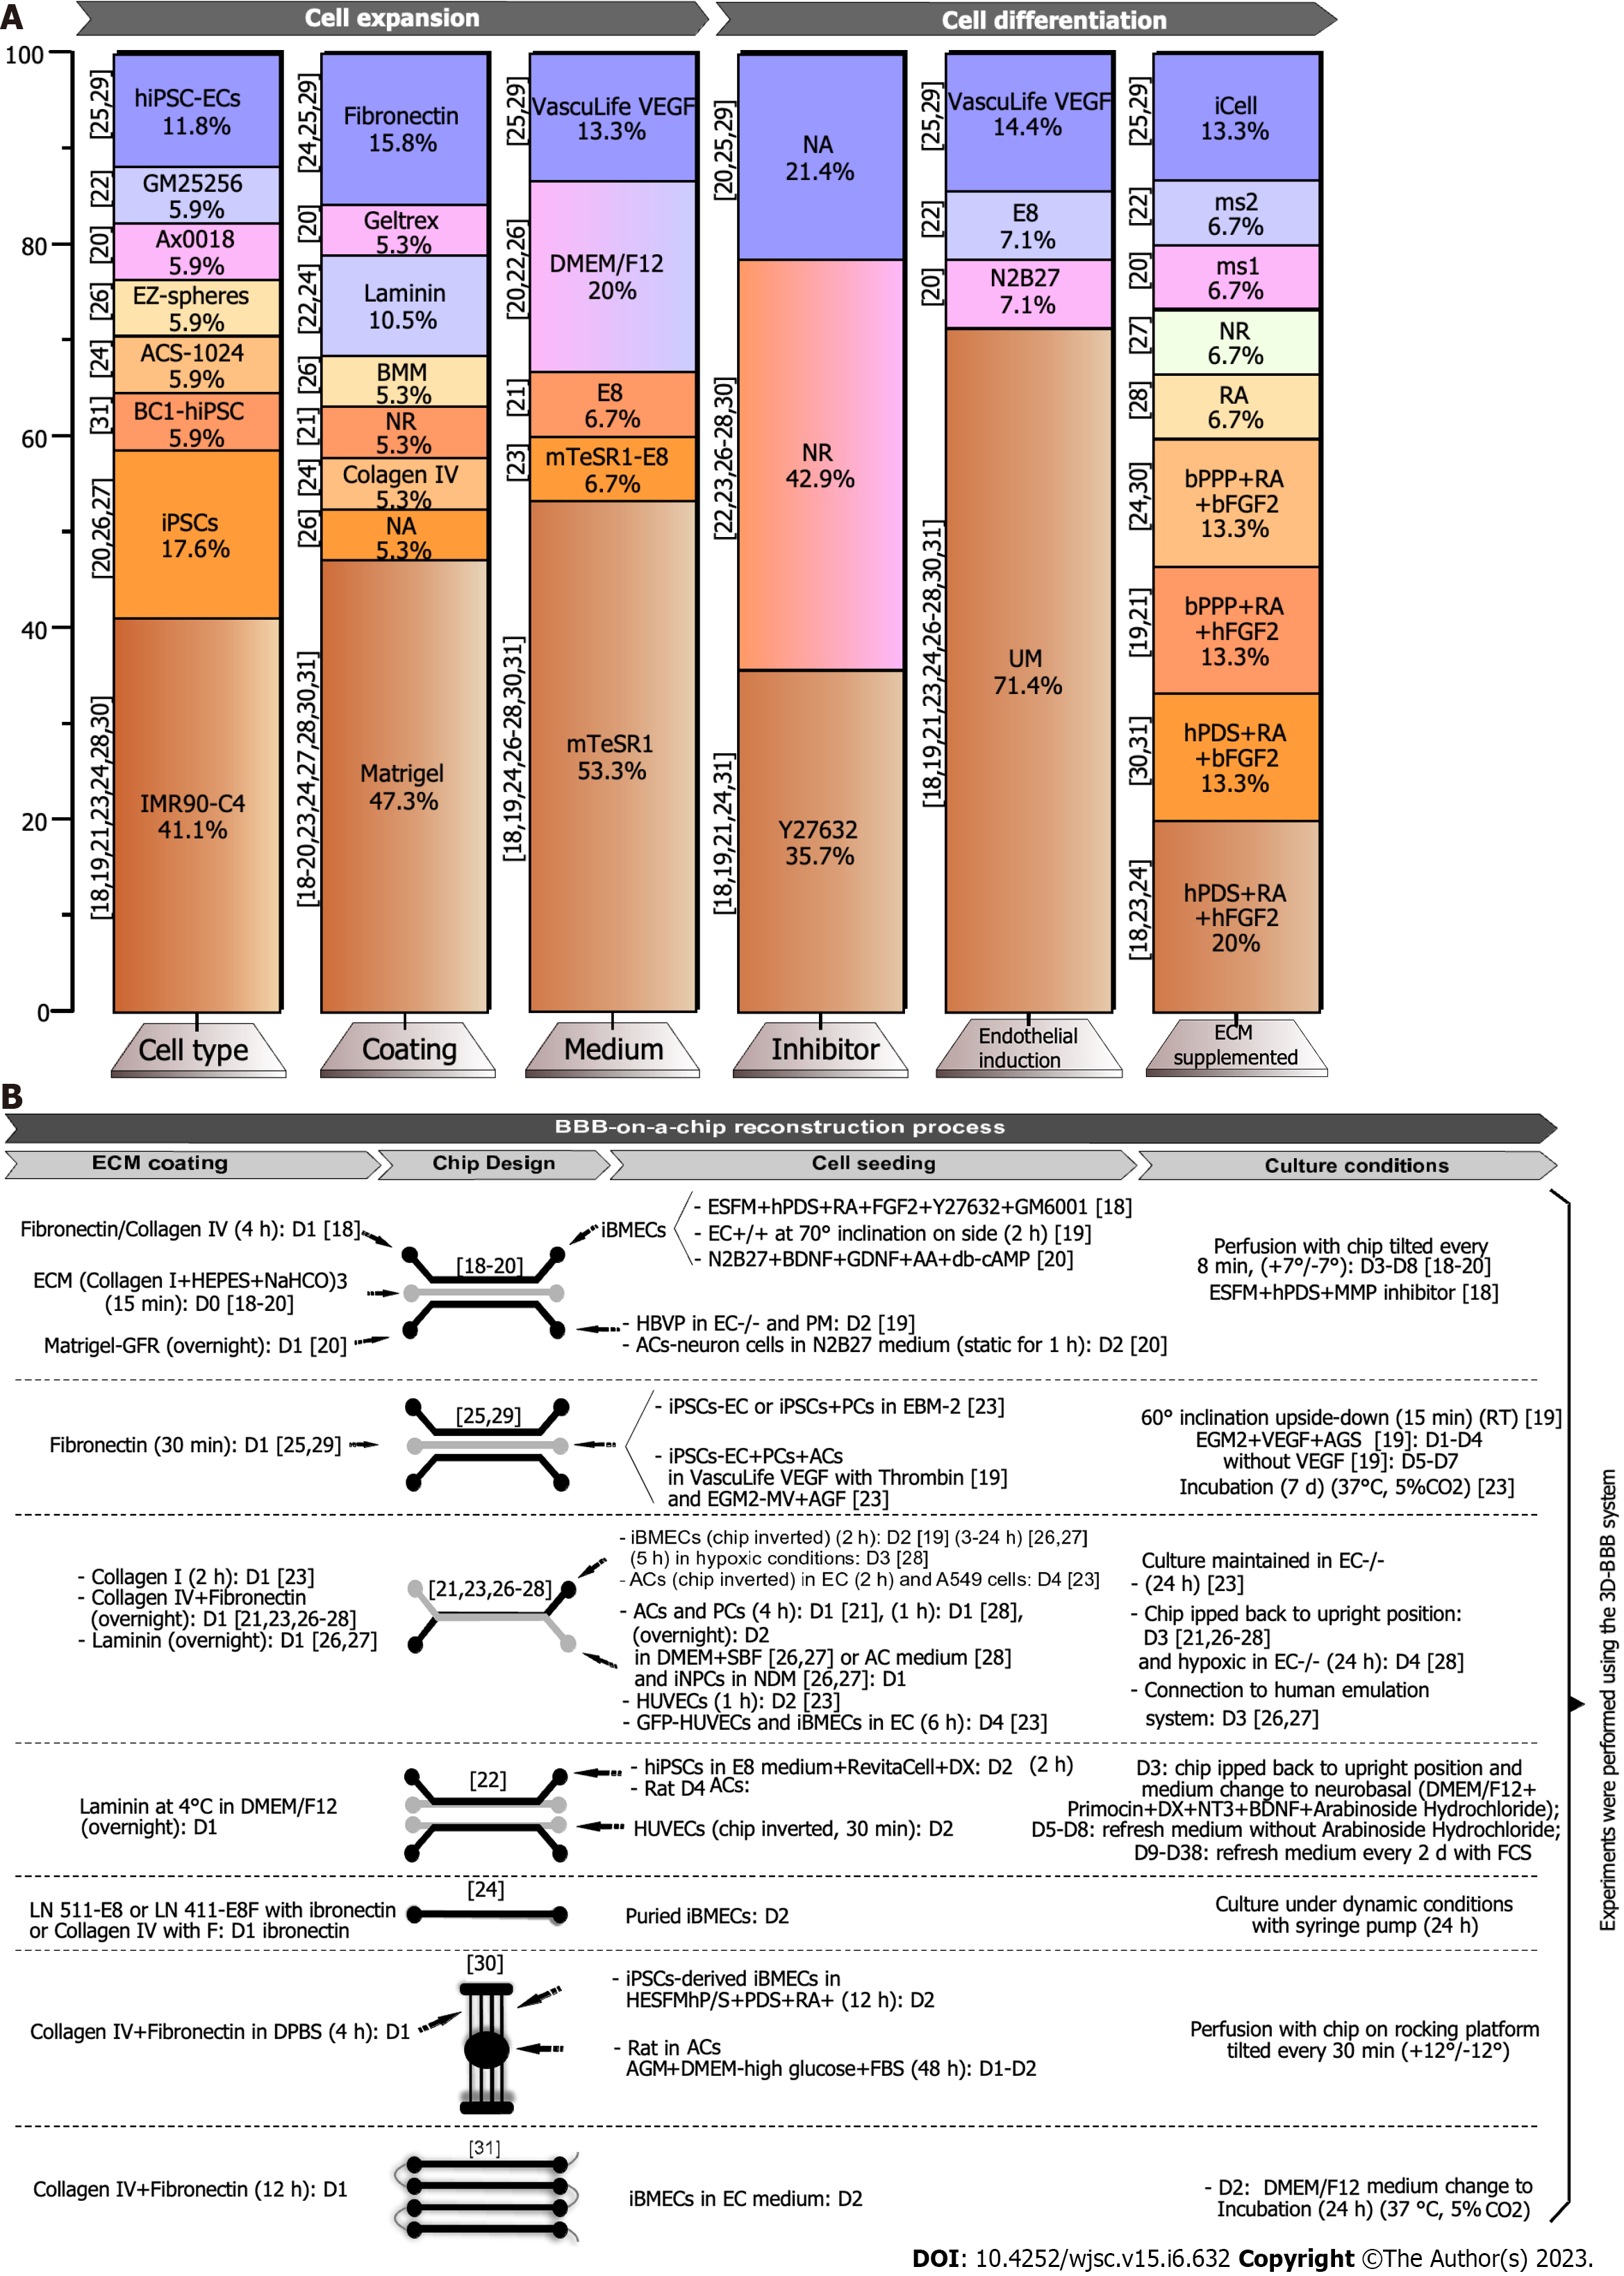 A
Cell expansion
Cell differentiation
100
80
60
40
20
0
[25,29]
hiPSC-ECs
11.8%
[22]
GM25256
5.9%
[20]
Ax0018
5.9%
[26]
EZ-spheres
5.9%
[24]
ACS-1024
5.9%
[31]
BC1-hiPSC
5.9%
[20,26,27]
iPSCs
17.6%
[18,19,21,23,24,28,30]
IMR90-C4
41.1%
Cell type
[24,25,29]
Fibronectin
15.8%
[20]
Geltrex
5.3%
[22,24]
Laminin
10.5%
[26]
BMM
5.3%
[21]
NR
5.3%
[24]
Colagen IV
5.3%
[26]
NA
5.3%
[18-20,23,24,27,28,30,31]
Matrigel
47.3%
Coating
[25,29]
VascuLife VEGF
13.3%
[20,22,26]
DMEM/F12
20%
[21]
E8
6.7%
[23]
mTeSR1-E8
6.7%
[18,19,24,26-28,30,31]
mTeSR1
53.3%
Medium
[20,25,29]
NA
21.4%
[22,23,26-28,30]
NR
42.9%
[18,19,21,24,31]
Y27632
35.7%
Inhibitor
[25,29]
VascuLife VEGF
14.4%
[22]
E8
7.1%
[20]
N2B27
7.1%
[18,19,21,23,24,26-28,30,31]
UM
71.4%
Endothelial
induction
[25,29]
iCell
13.3%
[22]
ms2
6.7%
[20]
ms1
6.7%
[27]
NR
6.7%
[28]
RA
6.7%
[24,30]
bPPP+RA
+bFGF2
13.3%
[19,21]
bPPP+RA
+hFGF2
13.3%
[30,31]
hPDS+RA
+bFGF2
13.3%
[18,23,24]
hPDS+RA
+hFGF2
20%
ECM
supplemented
B
BBB-on-a-chip reconstruction process
ECM coating
Chip Design
Cell seeding
Culture conditions
Fibronectin/Collagen IV (4 h): D1 [18]
ECM (Collagen I+HEPES+NaHCO)3
(15 min): D0 [18-20]
Matrigel-GFR (overnight): D1 [20]
[18-20]
iBMECs
- ESFM+hPDS+RA+FGF2+Y27632+GM6001 [18]
- EC+/+ at 70° inclination on side (2 h) [19]
- N2B27+BDNF+GDNF+AA+db-cAMP [20]
- HBVP in EC-/- and PM: D2 [19]
- ACs-neuron cells in N2B27 medium (static for 1 h): D2 [20]
Perfusion with chip tilted every
8 min, (+7°/-7°): D3-D8 [18-20]
ESFM+hPDS+MMP inhibitor [18]
Fibronectin (30 min): D1 [25,29]
[25,29]
- iPSCs-EC or iPSCs+PCs in EBM-2 [23]
- iPSCs-EC+PCs+ACs
in VascuLife VEGF with Thrombin [19]
and EGM2-MV+AGF [23]
60° inclination upside-down (15 min) (RT) [19]
EGM2+VEGF+AGS [19]: D1-D4
without VEGF [19]: D5-D7
Incubation (7 d) (37°C, 5%CO2) [23]
- Collagen I (2 h): D1 [23]
- Collagen IV+Fibronectin
(overnight): D1 [21,23,26-28]
- Laminin (overnight): D1 [26,27]
[21,23,26-28]
- iBMECs (chip inverted) (2 h): D2 [19] (3-24 h) [26,27]
(5 h) in hypoxic conditions: D3 [28]
- ACs (chip inverted) in EC (2 h) and A549 cells: D4 [23]
- ACs and PCs (4 h): D1 [21], (1 h): D1 [28],
(overnight): D2
in DMEM+SBF [26,27] or AC medium [28]
and iNPCs in NDM [26,27]: D1
- HUVECs (1 h): D2 [23]
- GFP-HUVECs and iBMECs in EC (6 h): D4 [23]
Culture maintained in EC-/-
- (24 h) [23]
- Chip ipped back to upright position:
D3 [21,26-28]
and hypoxic in EC-/- (24 h): D4 [28]
- Connection to human emulation
system: D3 [26,27]
Laminin at 4°C in DMEM/F12
(overnight): D1
[22]
- hiPSCs in E8 medium+RevitaCell+DX: D2 (2 h)
- Rat D4 ACs:
HUVECs (chip inverted, 30 min): D2
D3: chip ipped back to upright position and
medium change to neurobasal (DMEM/F12+
Primocin+DX+NT3+BDNF+Arabinoside Hydrochloride);
D5-D8: refresh medium without Arabinoside Hydrochloride;
D9-D38: refresh medium every 2 d with FCS
LN 511-E8 or LN 411-E8F with ibronectin
or Collagen IV with F: D1 ibronectin
[24]
Puried iBMECs: D2
Culture under dynamic conditions
with syringe pump (24 h)
Collagen IV+Fibronectin in DPBS (4 h): D1
[30]
- iPSCs-derived iBMECs in
HESFMhP/S+PDS+RA+ (12 h): D2
- Rat in ACs
AGM+DMEM-high glucose+FBS (48 h): D1-D2
Perfusion with chip on rocking platform
tilted every 30 min (+12°/-12°)
Collagen IV+Fibronectin (12 h): D1
[31]
iBMECs in EC medium: D2
- D2: DMEM/F12 medium change to
Incubation (24 h) (37 °C, 5% CO2)
Experiments were performed using the 3D-BBB system
DOI: 10.4252/wjsc.v15.i6.632 Copyright ©The Author(s) 2023.